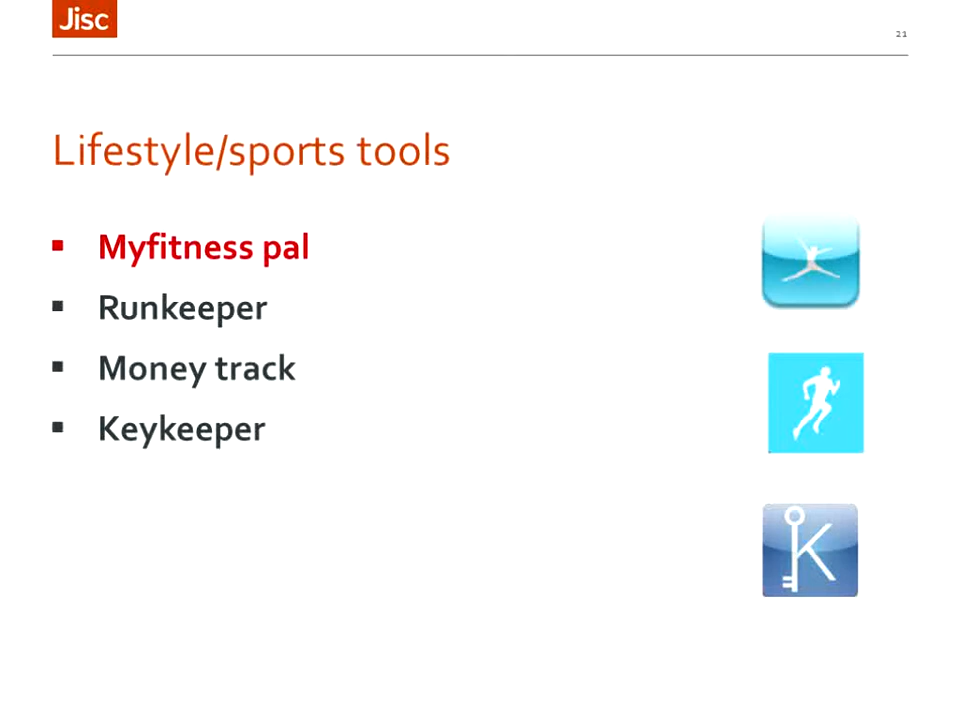 Jisc
21
Lifestyle/sports tools
▪ Myfitness pal
▪ Runkeeper
▪ Money track
▪ Keykeeper
K